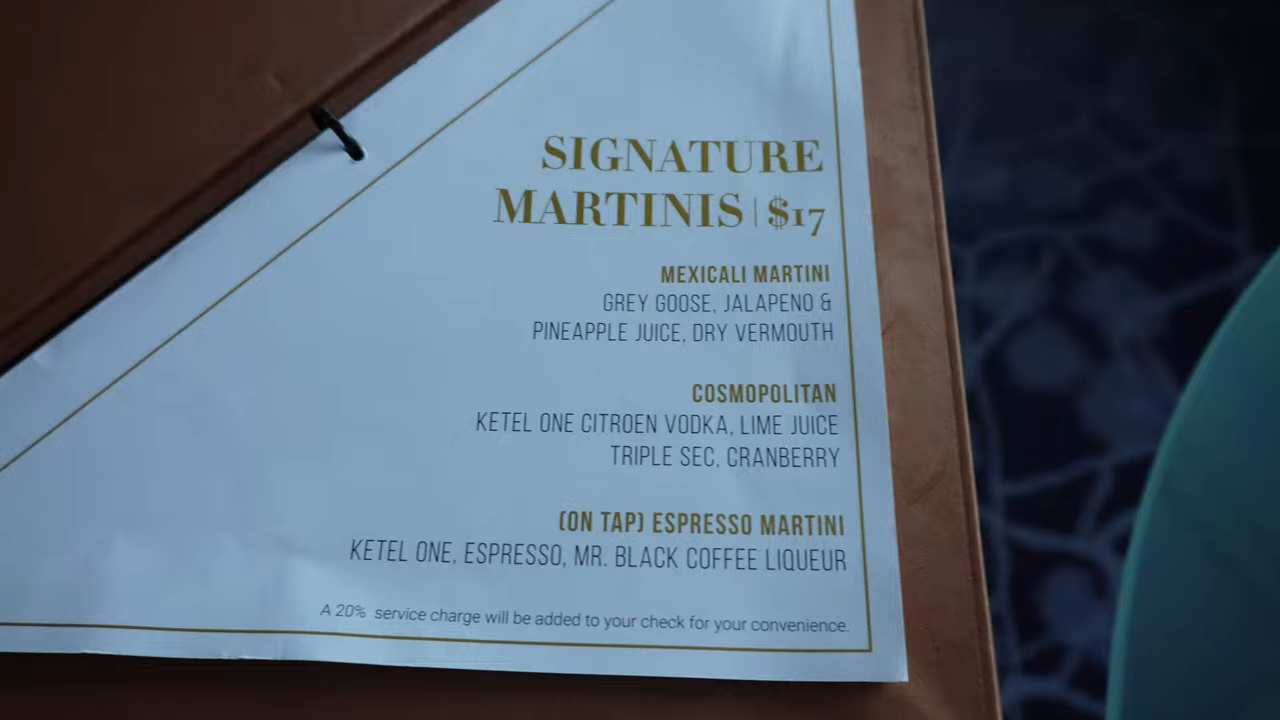 SIGNATURE
MARTINIS | $17
MEXICALI MARTINI
GREY GOOSE, JALAPENO &
PINEAPPLE JUICE, DRY VERMOUTH
COSMOPOLITAN
KETEL ONE CITROEN VODKA, LIME JUICE
TRIPLE SEC, CRANBERRY
(ON TAP) ESPRESSO MARTINI
KETEL ONE, ESPRESSO, MR. BLACK COFFEE LIQUEUR
A 20% service charge will be added to your check for your convenience.